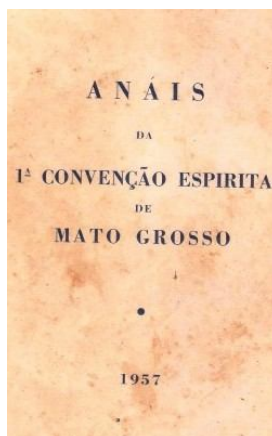 ANÁIS
DA
1ª CONVENÇÃO ESPIRITA
DE
MATO GROSSO
1957